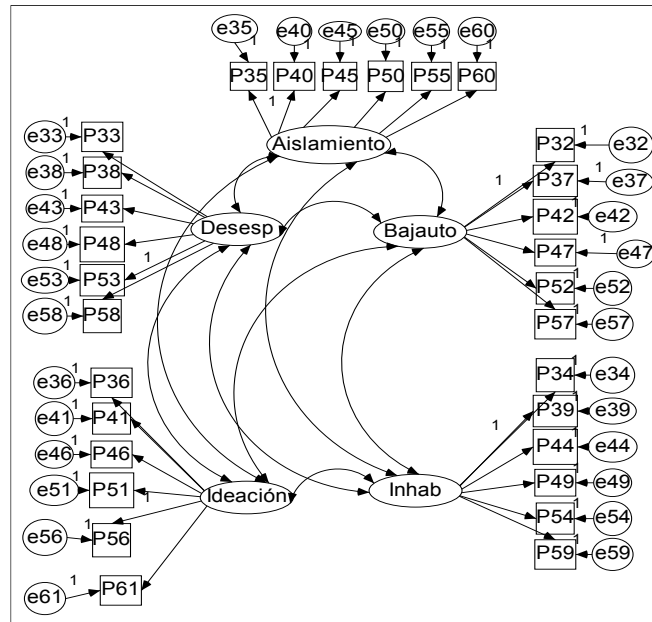 e35 e40 e45 e50 e55 e60
1 1 1 1 1 1
P35 P40 P45 P50 P55 P60
1
Aislamiento
e33 1 P33
e38 1 P38
e43 1 P43
e48 1 P48
e53 1 P53
e58 1 P58
1
Desesp
Bajauto
1
P32 1 e32
P37 1 e37
P42 1 e42
P47 1 e47
P52 1 e52
P57 1 e57
e36 1 P36
e41 1 P41
e46 1 P46
e51 1 P51
e56 1 P56
e61 1 P61
1
Ideación
Inhab
1
P34 1 e34
P39 1 e39
P44 1 e44
P49 1 e49
P54 1 e54
P59 1 e59